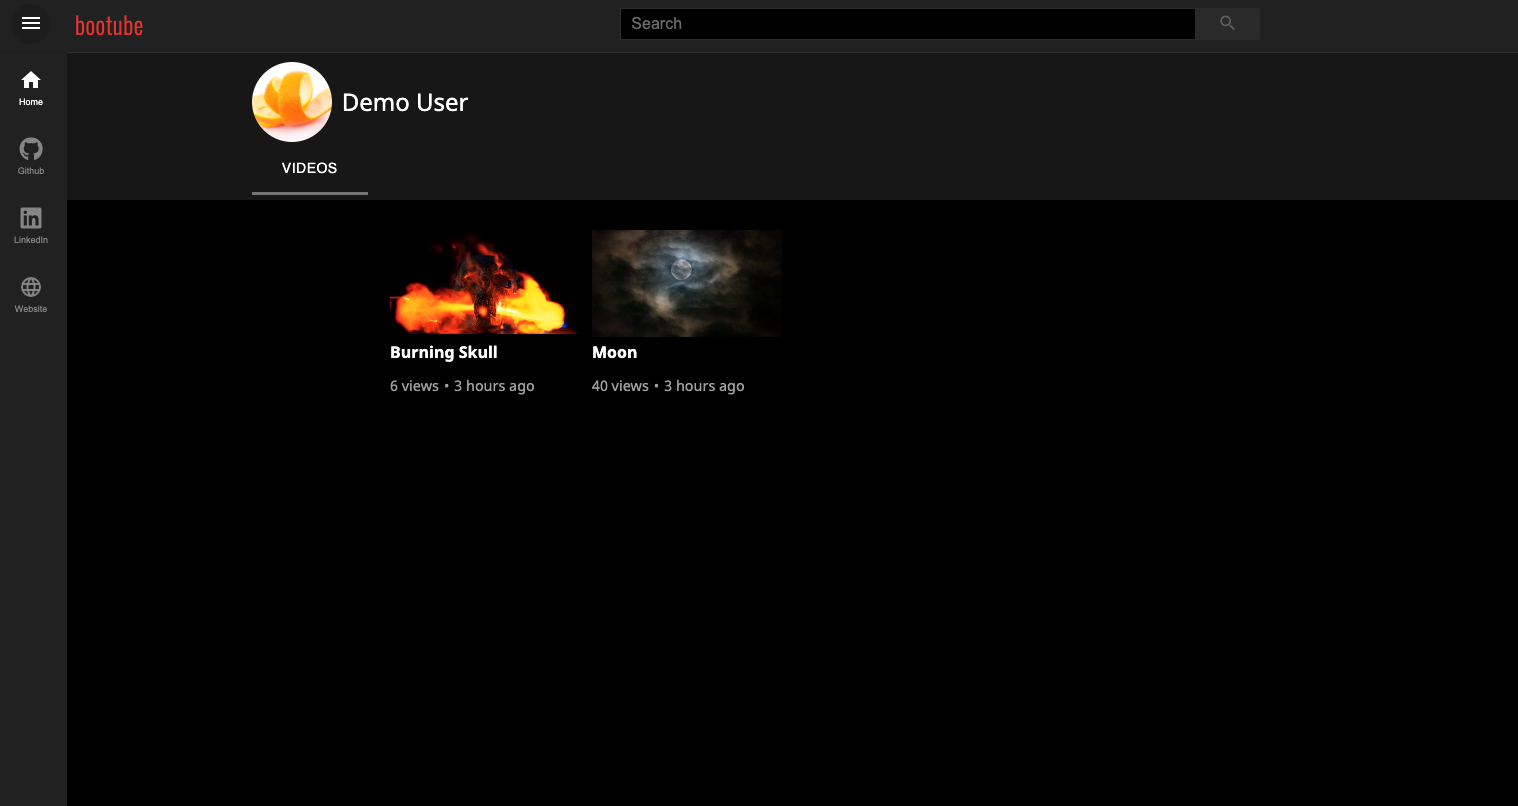 bootube
Search
Home
Github
LinkedIn
Website
Demo User
VIDEOS
Burning Skull
6 views • 3 hours ago
Moon
40 views • 3 hours ago